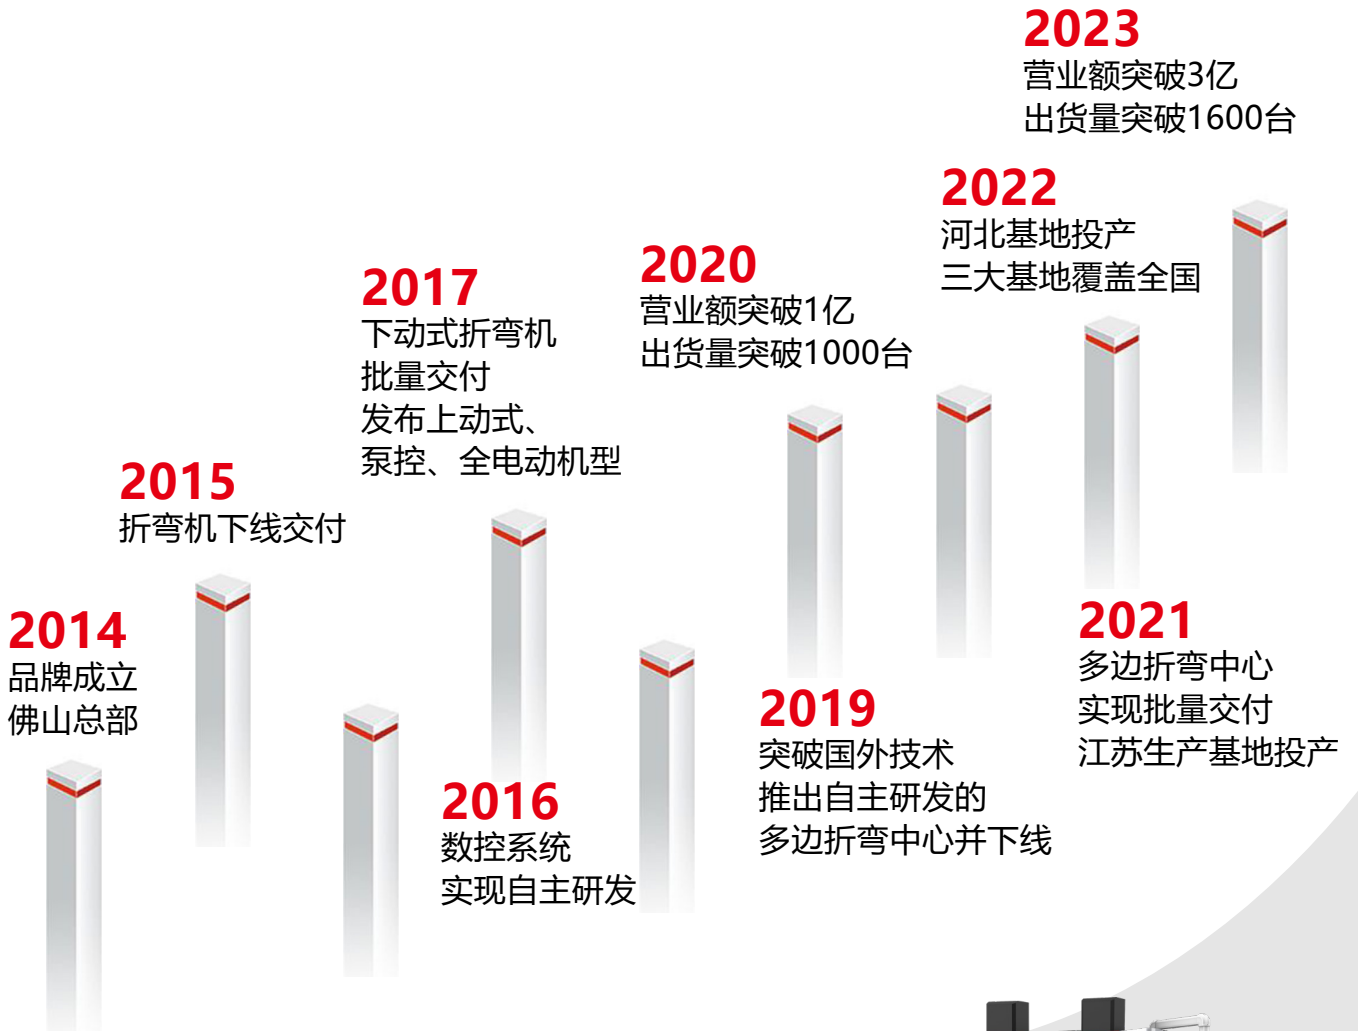 2014
品牌成立
佛山总部
2015
折弯机下线交付
2016
数控系统
实现自主研发
2017
下动式折弯机
批量交付
发布上动式、
泵控、全电动机型
2019
突破国外技术
推出自主研发的
多边折弯中心并下线
2020
营业额突破1亿
出货量突破1000台
2021
多边折弯中心
实现批量交付
江苏生产基地投产
2022
河北基地投产
三大基地覆盖全国
2023
营业额突破3亿
出货量突破1600台